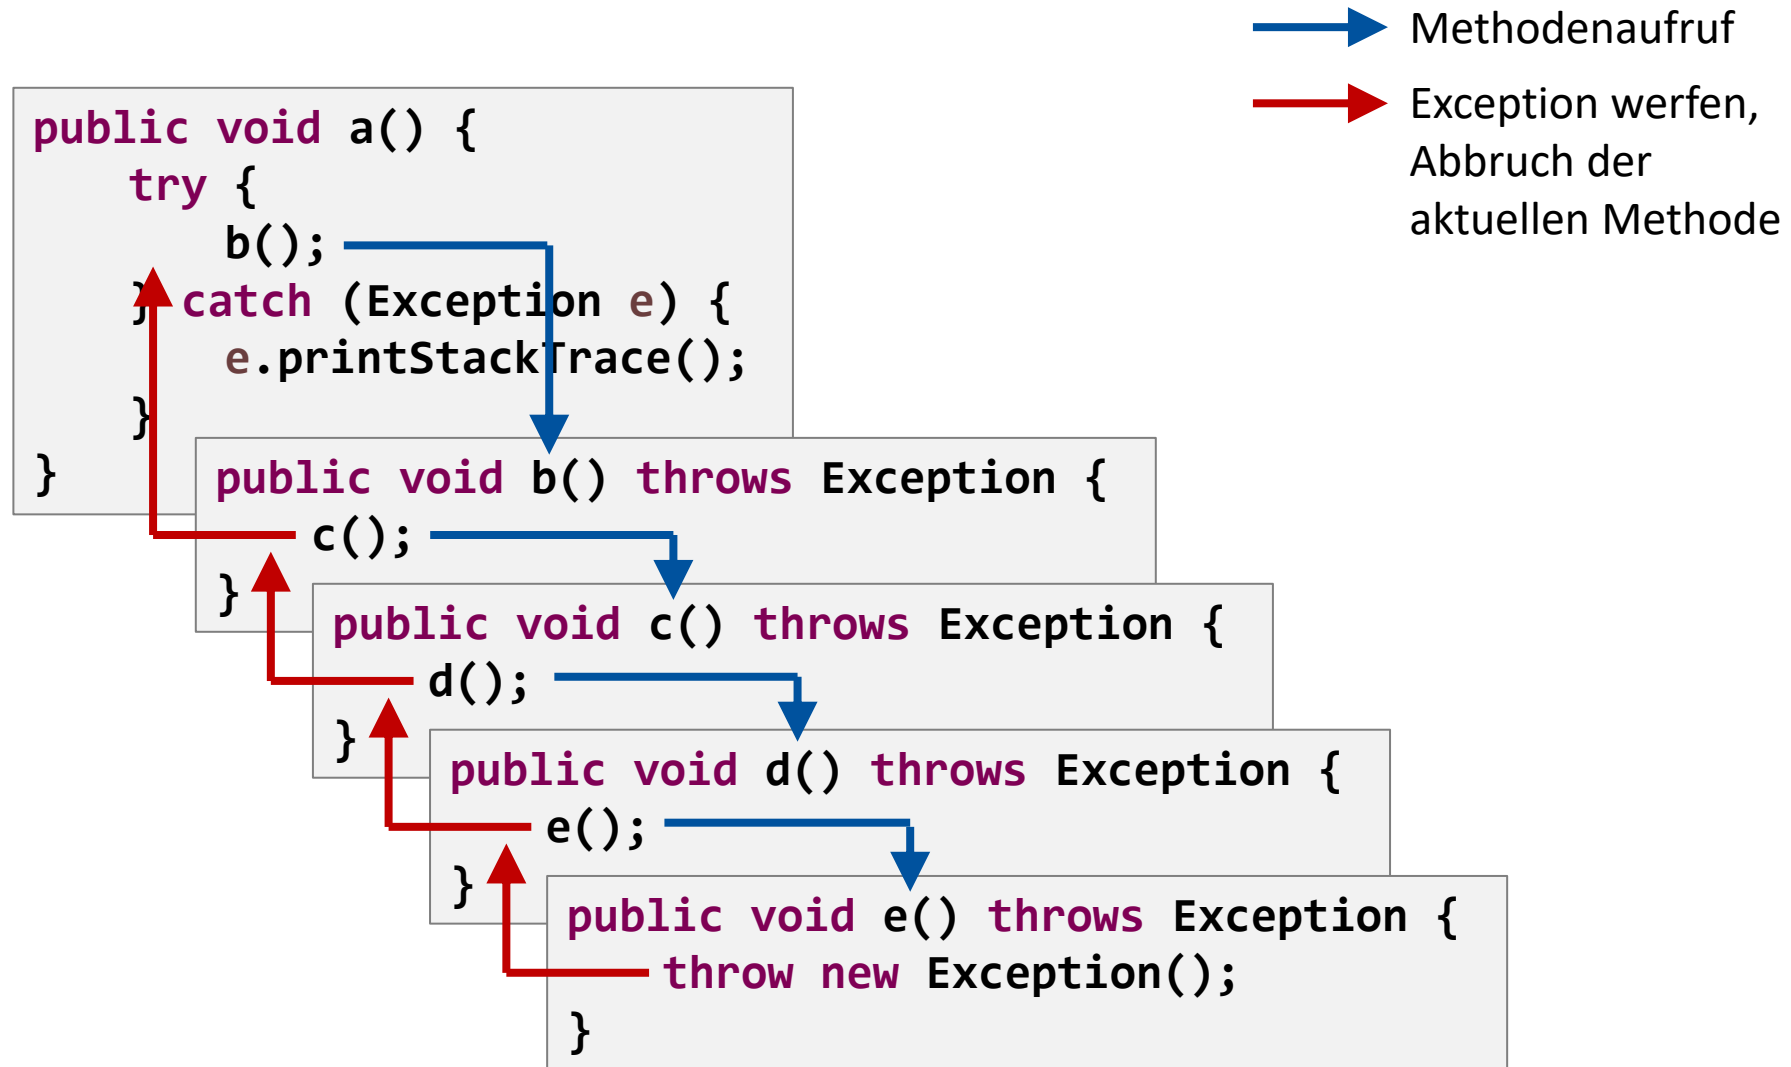 Methodenaufruf
Exception werfen,
Abbruch der
aktuellen Methode
public void a() {
try {
b();
} catch (Exception e) {
e.printStackTrace();
}
}
public void b() throws Exception {
c();
}
public void c() throws Exception {
d();
}
public void d() throws Exception {
e();
}
public void e() throws Exception {
throw new Exception();
}